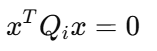 $x^T Q_i x = 0$